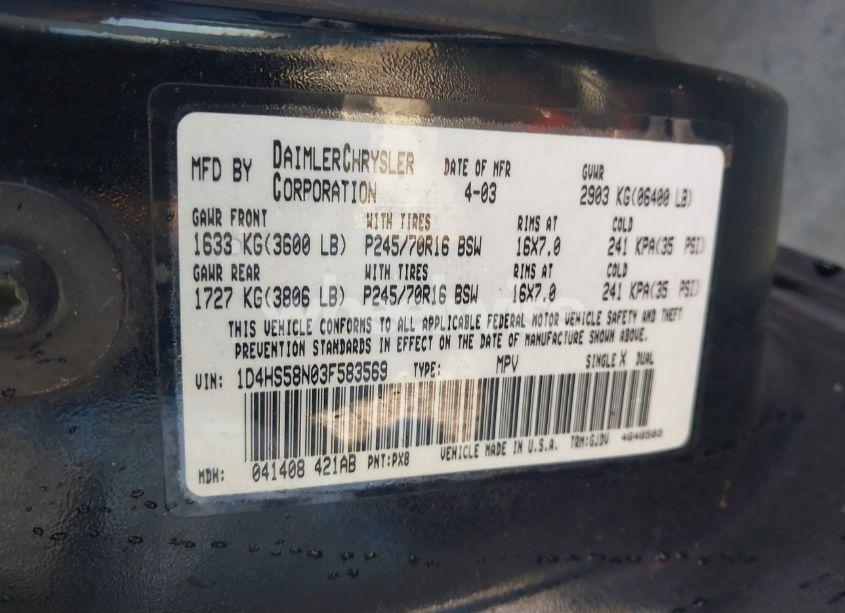 MFD BY DAIMLERCHRYSLER CORPORATION DATE OF MFR 4-03 GVWR 2903 KG(06400 LB)
GAWR FRONT WITH TIRES RIMS AT COLD
1633 KG(3600 LB) P245/70R16 BSW 16X7.0 241 KPA(35 PSI)
GAWR REAR WITH TIRES RIMS AT COLD
1727 KG(3806 LB) P245/70R16 BSW 16X7.0 241 KPA(35 PSI)
THIS VEHICLE CONFORMS TO ALL APPLICABLE FEDERAL MOTOR VEHICLE SAFETY AND THEFT
PREVENTION STANDARDS IN EFFECT ON THE DATE OF MANUFACTURE SHOWN ABOVE.
VIN: 1D4HS58N03F583569 TYPE: MPV SINGLE X DUAL
MDH: 041408 421AB PNT:PX8 VEHICLE MADE IN U.S.A. TRM:GJDV 4648503